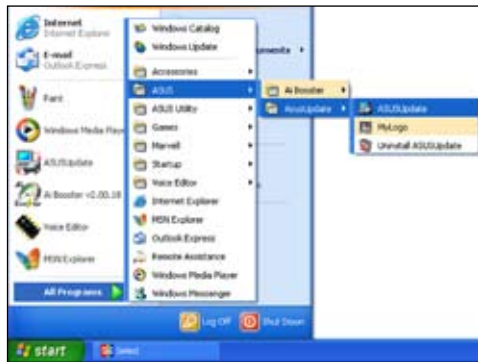 Internet
Internet Explorer
E-mail
Outlook Express
Paint
Windows Media Player
ASUSUpdate
Ai Booster v2.00.18
Voice Editor
MSN Explorer
All Programs
Windows Catalog
Windows Update
Accessories
ASUS
ASUS Utility
Games
Marvell
Startup
Voice Editor
Internet Explorer
MSN Explorer
Outlook Express
Remote Assistance
Windows Media Player
Windows Messenger
Ai Booster
AsusUpdate
ASUSUpdate
MyLogo
Uninstall ASUSUpdate
Log Off
Shut Down
start
Select